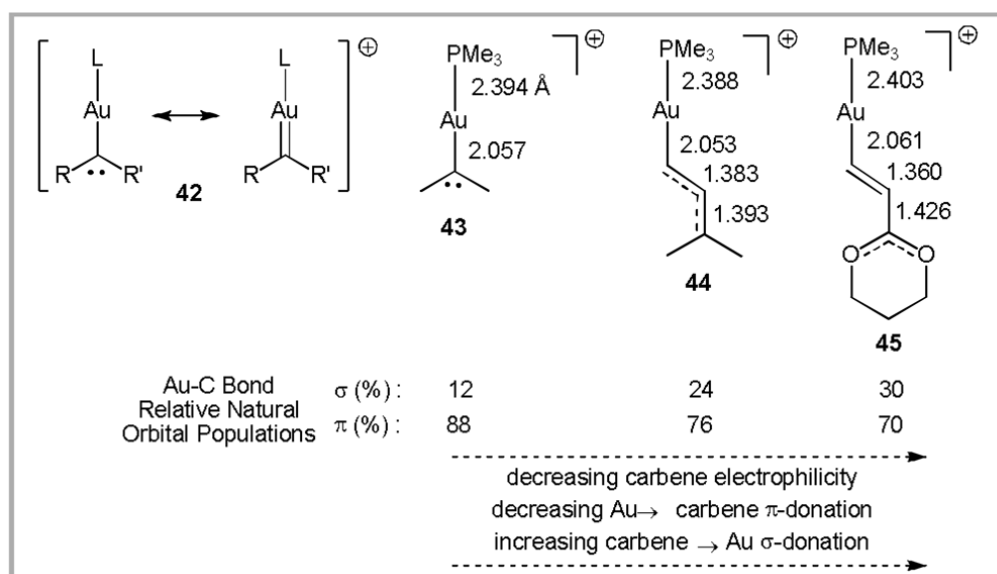 L
Au
R
R'
42
L
Au
R
R'
⊕
PMe3
2.394 Å
Au
2.057
43
⊕
PMe3
2.388
Au
2.053
1.383
1.393
44
⊕
PMe3
2.403
Au
2.061
1.360
1.426
O
O
45
⊕
Au-C Bond
Relative Natural
Orbital Populations
σ (%) : 12 24 30
π (%) : 88 76 70
decreasing carbene electrophilicity
decreasing Au→ carbene π-donation
increasing carbene → Au σ-donation